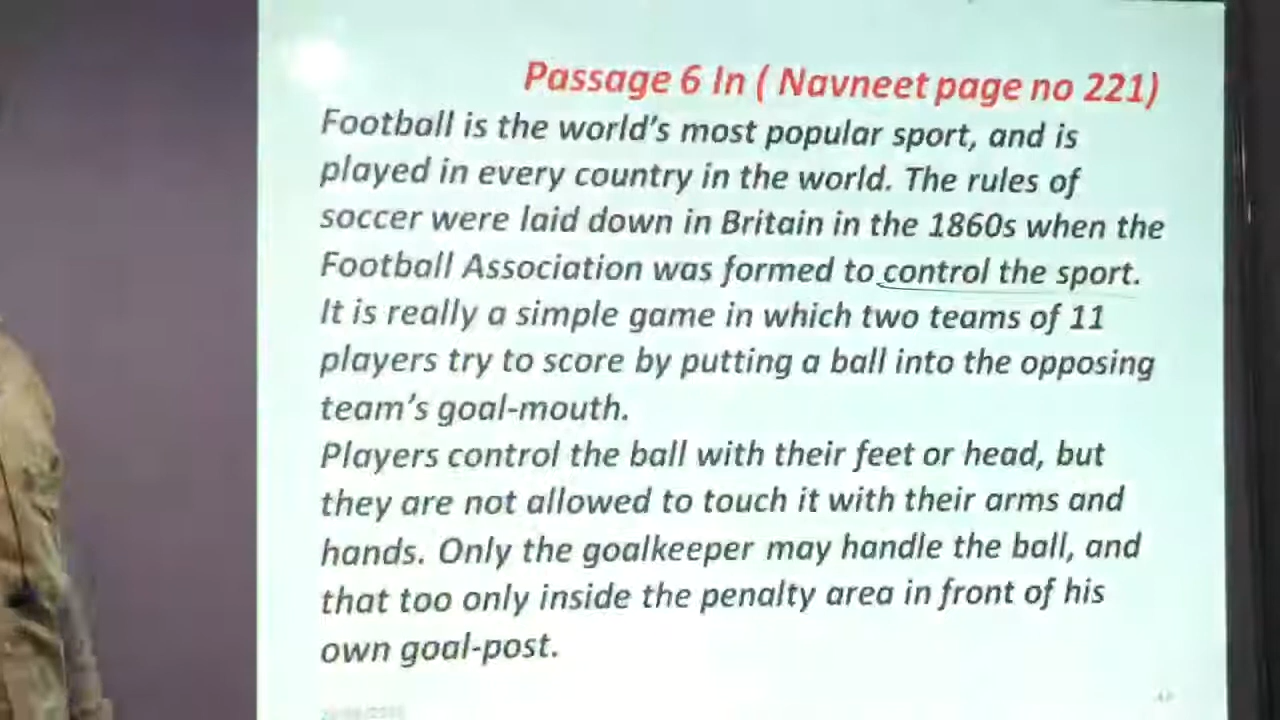 Passage 6 In ( Navneet page no 221)
Football is the world's most popular sport, and is
played in every country in the world. The rules of
soccer were laid down in Britain in the 1860s when the
Football Association was formed to control the sport.
It is really a simple game in which two teams of 11
players try to score by putting a ball into the opposing
team's goal-mouth.
Players control the ball with their feet or head, but
they are not allowed to touch it with their arms and
hands. Only the goalkeeper may handle the ball, and
that too only inside the penalty area in front of his
own goal-post.